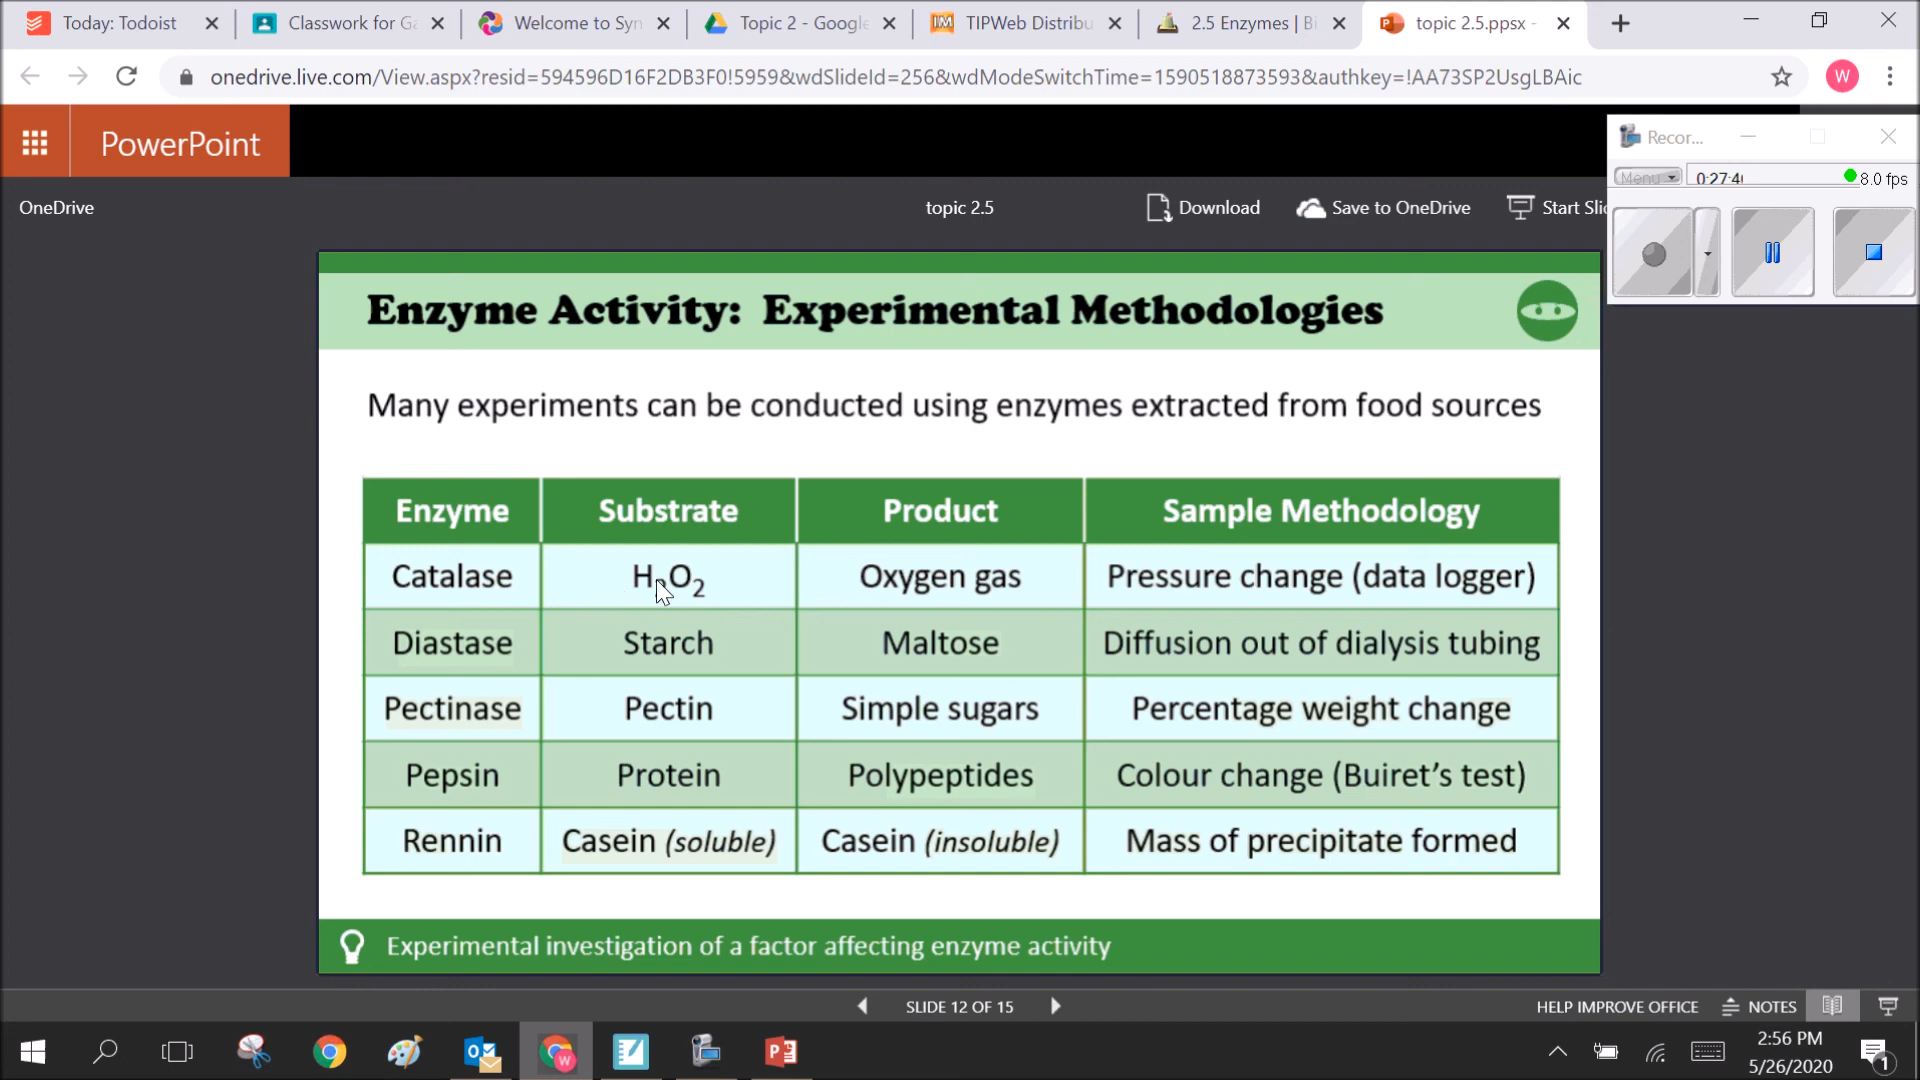 Today: Todoist
Classwork for Ga
Welcome to Syn
Topic 2 - Google
TIPWeb Distribu
2.5 Enzymes | Bi
topic 2.5.ppsx -
onedrive.live.com/View.aspx?resid=594596D16F2DB3F0!5959&wdSlideId=256&wdModeSwitchTime=1590518873593&authkey=!AA73SP2UsgLBAic
W
PowerPoint
Recor...
Menu
8.0 fps
OneDrive
topic 2.5
Download
Save to OneDrive
Start Slid
Enzyme Activity: Experimental Methodologies
Many experiments can be conducted using enzymes extracted from food sources
Enzyme Substrate Product Sample Methodology
Catalase H₂O₂ Oxygen gas Pressure change (data logger)
Diastase Starch Maltose Diffusion out of dialysis tubing
Pectinase Pectin Simple sugars Percentage weight change
Pepsin Protein Polypeptides Colour change (Buiret's test)
Rennin Casein (soluble) Casein (insoluble) Mass of precipitate formed
Experimental investigation of a factor affecting enzyme activity
SLIDE 12 OF 15
HELP IMPROVE OFFICE
NOTES
2:56 PM
5/26/2020
1